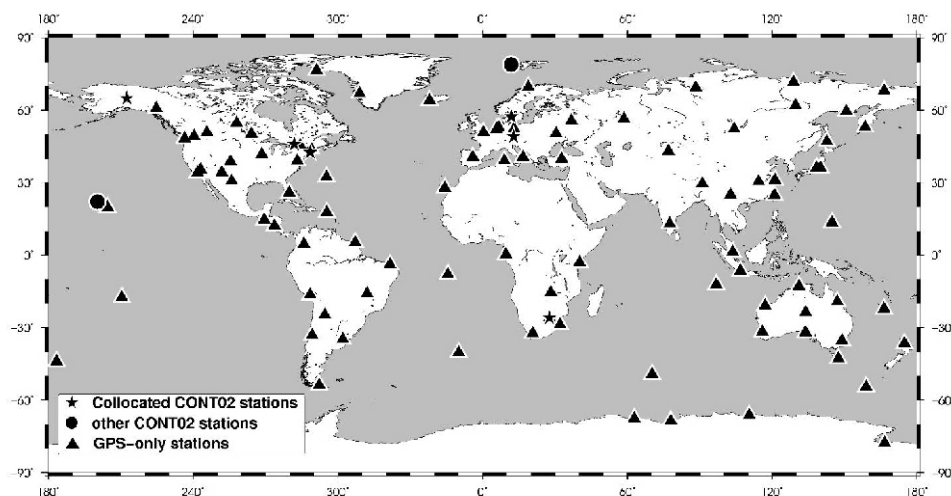 180° 240° 300° 0° 60° 120° 180°
90° 90°
60° 60°
30° 30°
0° 0°
−30° −30°
−60° −60°
−90° −90°
Collocated CONT02 stations
other CONT02 stations
GPS−only stations
180° 240° 300° 0° 60° 120° 180°